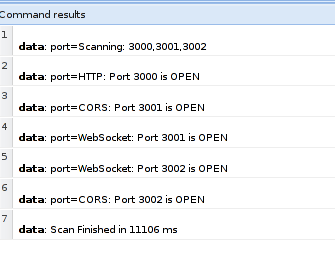 Command results
1
data: port=Scanning: 3000,3001,3002
2
data: port=HTTP: Port 3000 is OPEN
3
data: port=CORS: Port 3001 is OPEN
4
data: port=WebSocket: Port 3001 is OPEN
5
data: port=WebSocket: Port 3002 is OPEN
6
data: port=CORS: Port 3002 is OPEN
7
data: Scan Finished in 11106 ms